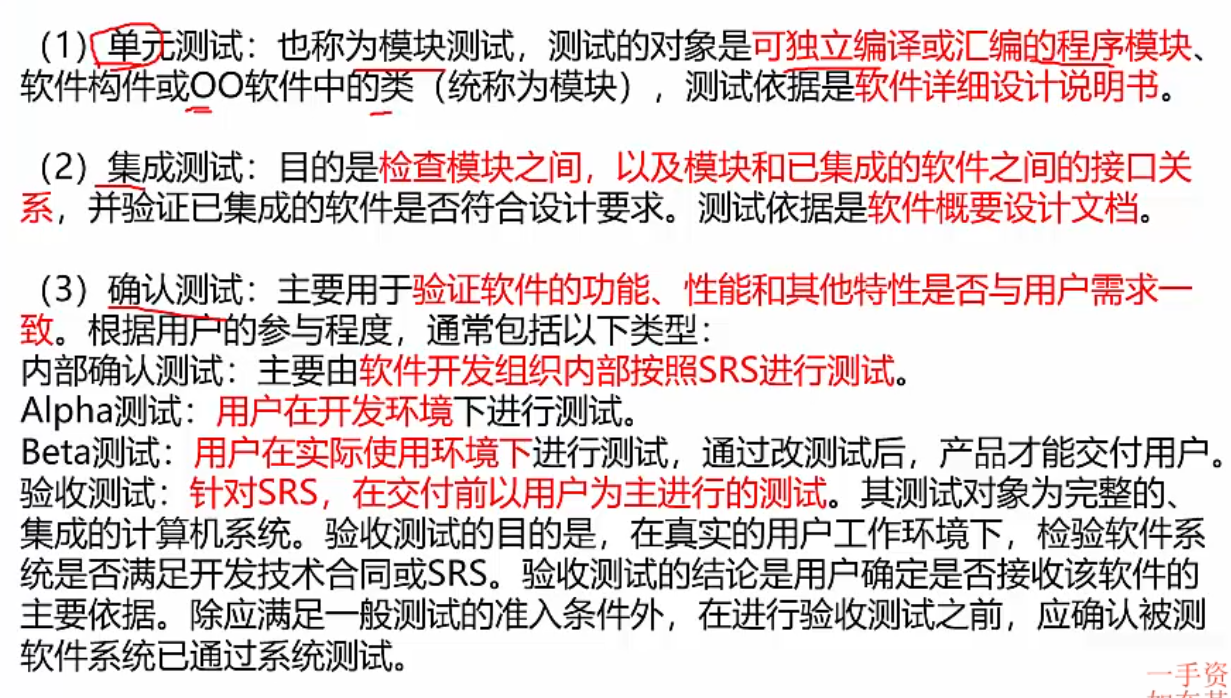 （1）单元测试：也称为模块测试，测试的对象是可独立编译或汇编的程序模块、
软件构件或OO软件中的类（统称为模块），测试依据是软件详细设计说明书。
（2）集成测试：目的是检查模块之间，以及模块和已集成的软件之间的接口关
系，并验证已集成的软件是否符合设计要求。测试依据是软件概要设计文档。
（3）确认测试：主要用于验证软件的功能、性能和其他特性是否与用户需求一
致。根据用户的参与程度，通常包括以下类型：
内部确认测试：主要由软件开发组织内部按照SRS进行测试。
Alpha测试：用户在开发环境下进行测试。
Beta测试：用户在实际使用环境下进行测试，通过改测试后，产品才能交付用户。
验收测试：针对SRS，在交付前以用户为主进行的测试。其测试对象为完整的、
集成的计算机系统。验收测试的目的是，在真实的用户工作环境下，检验软件系
统是否满足开发技术合同或SRS。验收测试的结论是用户确定是否接收该软件的
主要依据。除应满足一般测试的准入条件外，在进行验收测试之前，应确认被测
软件系统已通过系统测试。
一手资